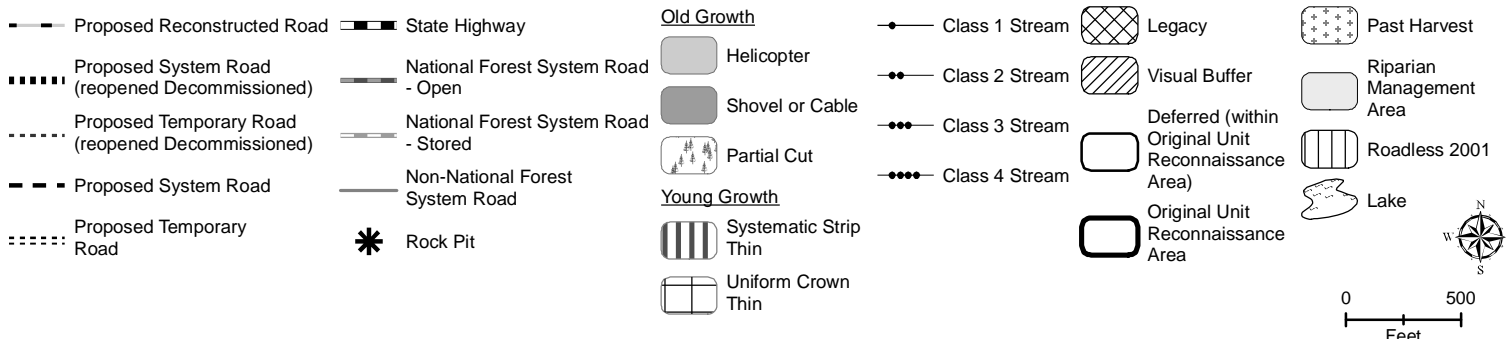 Proposed Reconstructed Road
Proposed System Road
(reopened Decommissioned)
Proposed Temporary Road
(reopened Decommissioned)
Proposed System Road
Proposed Temporary
Road
State Highway
National Forest System Road
- Open
National Forest System Road
- Stored
Non-National Forest
System Road
Rock Pit
Old Growth
Helicopter
Shovel or Cable
Partial Cut
Young Growth
Systematic Strip
Thin
Uniform Crown
Thin
Class 1 Stream
Class 2 Stream
Class 3 Stream
Class 4 Stream
Legacy
Visual Buffer
Deferred (within
Original Unit
Reconnaissance
Area)
Original Unit
Reconnaissance
Area
Past Harvest
Riparian
Management
Area
Roadless 2001
Lake
N
W E
S
0 500
Feet